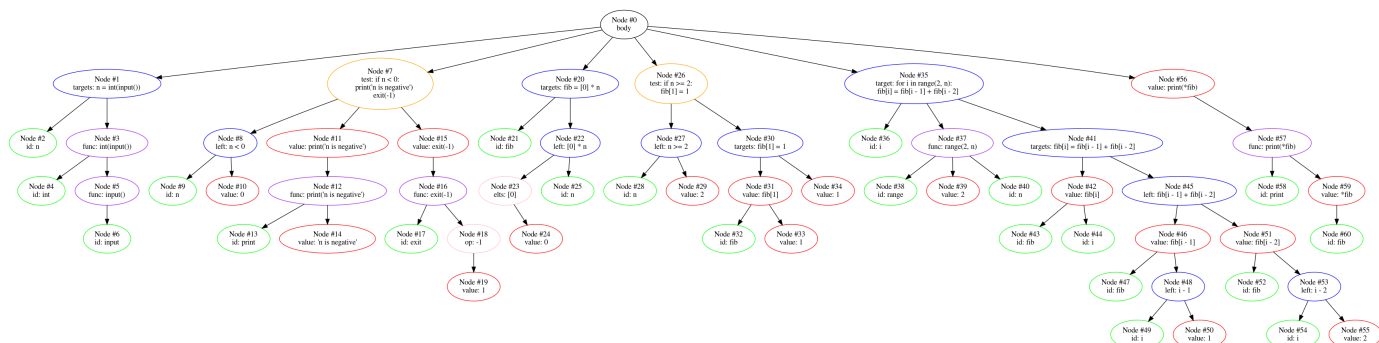 Node #0
body
Node #1
targets: n = int(input())
Node #7
test: if n < 0:
print('n is negative')
exit(-1)
Node #20
targets: fib = [0] * n
Node #26
test: if n >= 2:
fib[1] = 1
Node #35
target: for i in range(2, n):
fib[i] = fib[i - 1] + fib[i - 2]
Node #56
value: print(*fib)
Node #2
id: n
Node #3
func: int(input())
Node #8
left: n < 0
Node #11
value: print('n is negative')
Node #15
value: exit(-1)
Node #21
id: fib
Node #22
left: [0] * n
Node #27
left: n >= 2
Node #30
targets: fib[1] = 1
Node #36
id: i
Node #37
func: range(2, n)
Node #41
targets: fib[i] = fib[i - 1] + fib[i - 2]
Node #57
func: print(*fib)
Node #4
id: int
Node #5
func: input()
Node #9
id: n
Node #10
value: 0
Node #12
func: print('n is negative')
Node #16
func: exit(-1)
Node #23
elts: [0]
Node #25
id: n
Node #28
id: n
Node #29
value: 2
Node #31
value: fib[1]
Node #34
value: 1
Node #38
id: range
Node #39
value: 2
Node #40
id: n
Node #42
value: fib[i]
Node #45
left: fib[i - 1] + fib[i - 2]
Node #58
id: print
Node #59
value: *fib
Node #6
id: input
Node #13
id: print
Node #14
value: 'n is negative'
Node #17
id: exit
Node #18
op: -1
Node #24
value: 0
Node #32
id: fib
Node #33
value: 1
Node #43
id: fib
Node #44
id: i
Node #46
value: fib[i - 1]
Node #51
value: fib[i - 2]
Node #60
id: fib
Node #19
value: 1
Node #47
id: fib
Node #48
left: i - 1
Node #52
id: fib
Node #53
left: i - 2
Node #49
id: i
Node #50
value: 1
Node #54
id: i
Node #55
value: 2